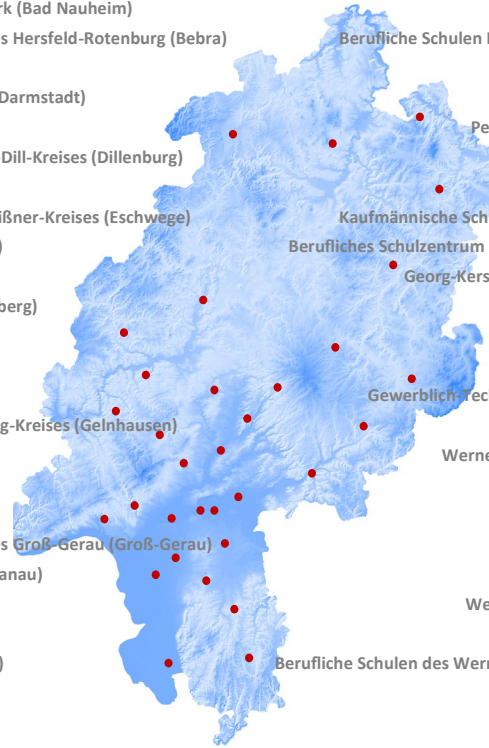 rk (Bad Nauheim)
s Hersfeld-Rotenburg (Bebra)
Berufliche Schulen
Darmstadt)
Pe
-Dill-Kreises (Dillenburg)
ißner-Kreises (Eschwege)
Kaufmännische Sch
)
Berufliches Schulzentrum
Georg-Kers
berg)
Gewerblich-Tec
g-Kreises (Gelnhausen)
Werne
s Groß-Gerau (Groß-Gerau)
anau)
We
)
Berufliche Schulen des Wern